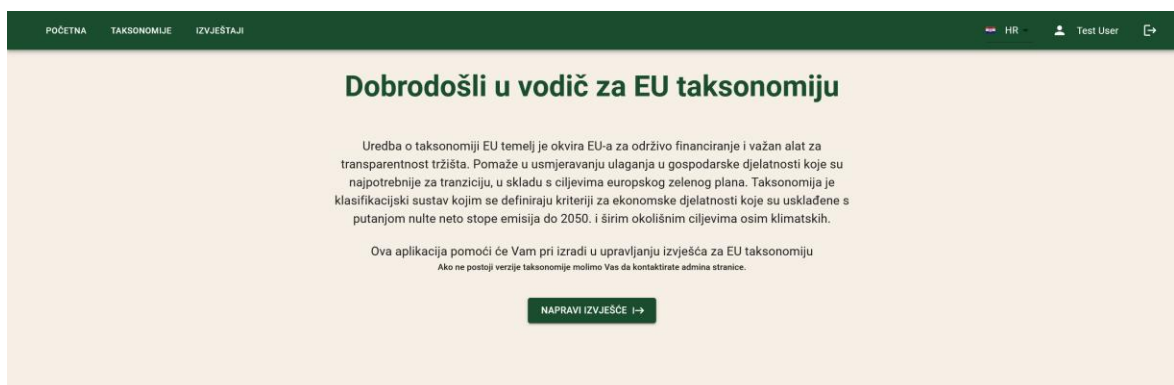 POČETNA TAKSONOMIJE IZVJEŠTAJI HR Test User
Dobrodošli u vodič za EU taksonomiju
Uredba o taksonomiji EU temelj je okvira EU-a za održivo financiranje i važan alat za
transparentnost tržišta. Pomaže u usmjeravanju ulaganja u gospodarske djelatnosti koje su
najpotrebnije za tranziciju, u skladu s ciljevima europskog zelenog plana. Taksonomija je
klasifikacijski sustav kojim se definiraju kriteriji za ekonomske djelatnosti koje su usklađene s
putanjom nulte neto stope emisija do 2050. i širim okolišnim ciljevima osim klimatskih.
Ova aplikacija pomoći će Vam pri izradi u upravljanju izvješća za EU taksonomiju
Ako ne postoji verzije taksonomije molimo Vas da kontaktirate admina stranice.
NAPRAVI IZVJEŠĆE